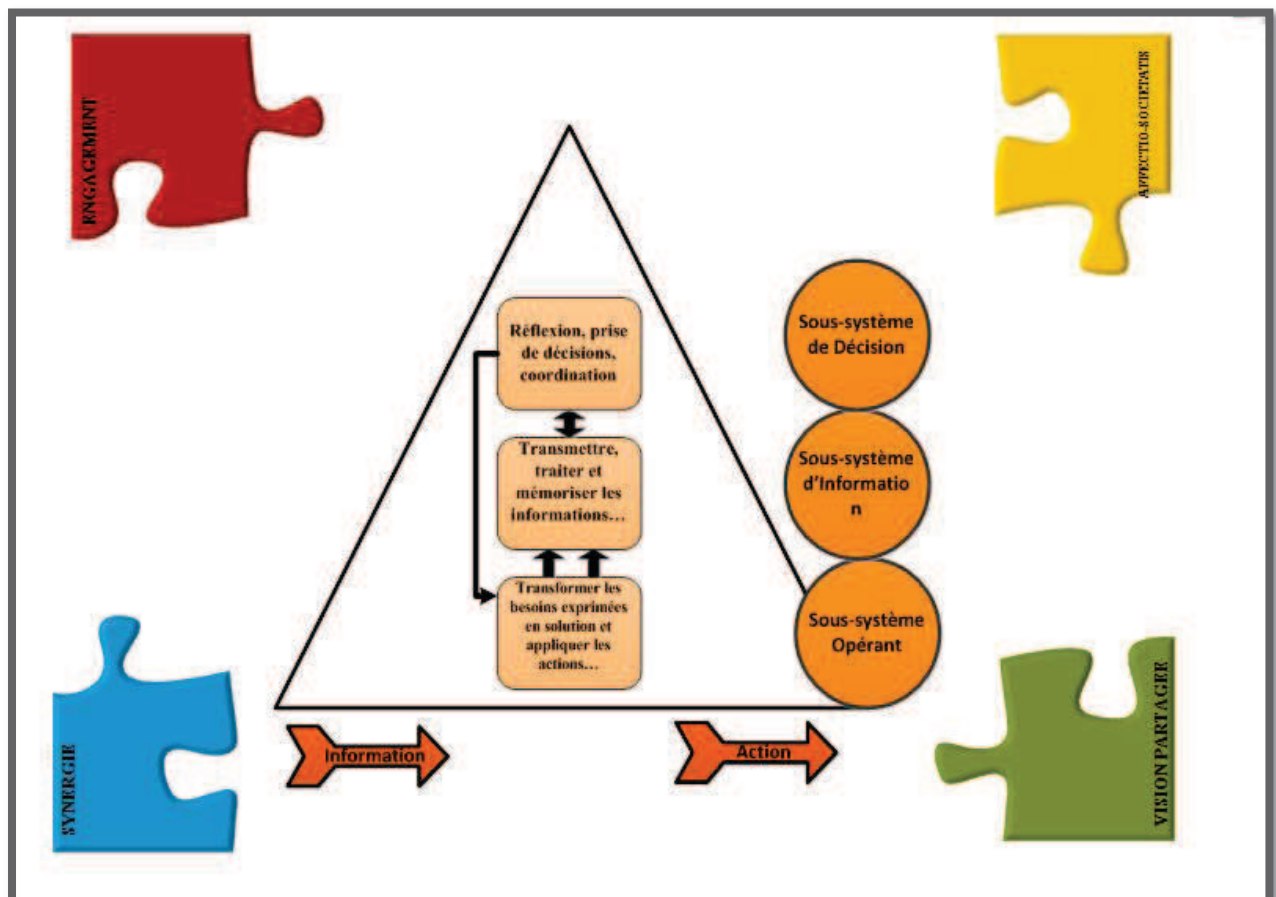 ENGAGEMENT
AFFECTIO-SOCIETATIS
Réflexion, prise
de décisions,
coordination
Sous-système
de Décision
Transmettre,
traiter et
mémoriser les
informations...
Sous-système
d'Informatio
n
Transformer les
besoins exprimées
en solution et
appliquer les
actions...
Sous-système
Opérant
SYNERGIE
Information
Action
VISION PARTAGEE